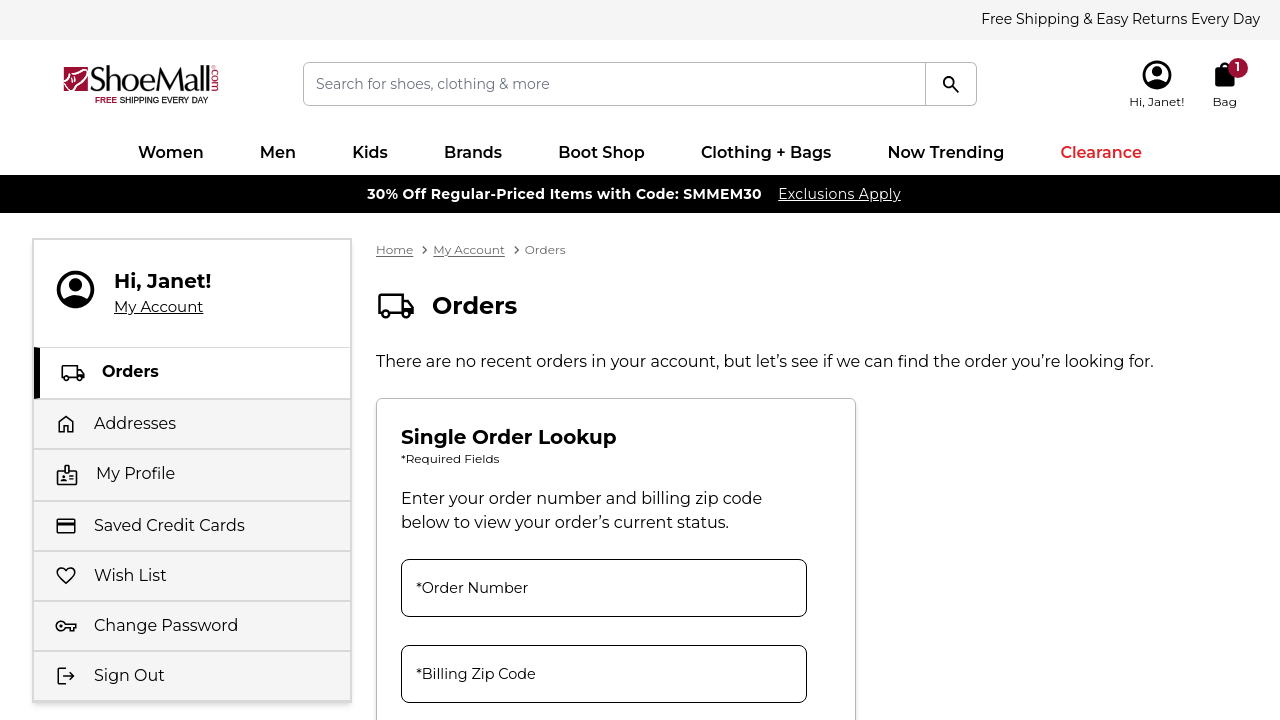 Free Shipping & Easy Returns Every Day
ShoeMall.com
FREE SHIPPING EVERY DAY
Search for shoes, clothing & more
Hi, Janet!
1
Bag
Women Men Kids Brands Boot Shop Clothing + Bags Now Trending Clearance
30% Off Regular-Priced Items with Code: SMMEM30 Exclusions Apply
Hi, Janet!
My Account
Orders
Addresses
My Profile
Saved Credit Cards
Wish List
Change Password
Sign Out
Home My Account Orders
Orders
There are no recent orders in your account, but let’s see if we can find the order you’re looking for.
Single Order Lookup
*Required Fields
Enter your order number and billing zip code
below to view your order’s current status.
*Order Number
*Billing Zip Code